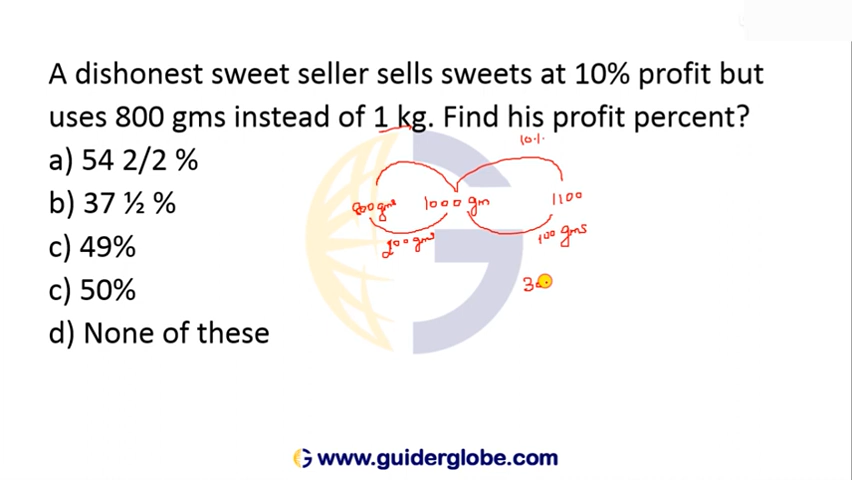 A dishonest sweet seller sells sweets at 10% profit but
uses 800 gms instead of 1 kg. Find his profit percent?
a) 54 2/2 %
b) 37 ½ %
c) 49%
c) 50%
d) None of these
10%
800 gms 1000 gm 1100
200 gms 100 gms
30
www.guiderglobe.com